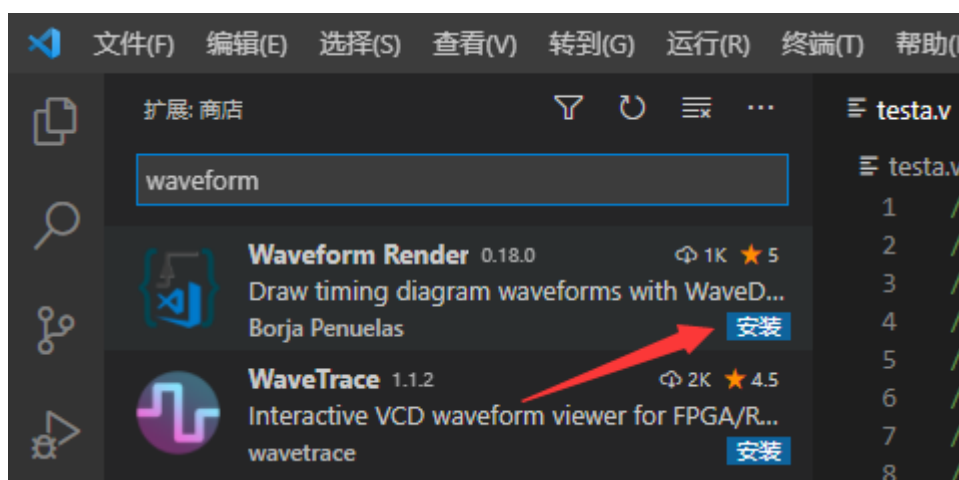 文件(F) 编辑(E) 选择(S) 查看(V) 转到(G) 运行(R) 终端(T) 帮助(
扩展: 商店
waveform
Waveform Render 0.18.0 1K 5
Draw timing diagram waveforms with WaveD...
Borja Penuelas 安装
WaveTrace 1.1.2 2K 4.5
Interactive VCD waveform viewer for FPGA/R...
wavetrace 安装
testa.v
testa.v
1 /
2 /
3 /
4 /
5 /
6 /
7 /
8 /